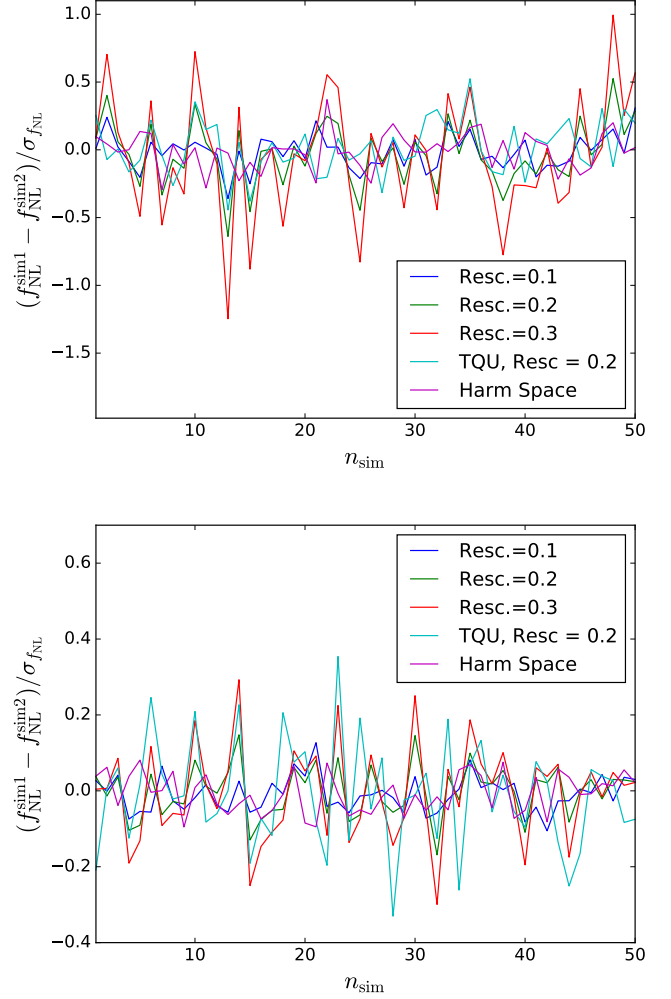 1.0
0.5
0.0
−0.5
−1.0
−1.5
(f_NL^sim1 − f_NL^sim2)/σ_f_NL
Resc.=0.1
Resc.=0.2
Resc.=0.3
TQU, Resc = 0.2
Harm Space
10 20 30 40 50
n_sim
0.6
0.4
0.2
0.0
−0.2
−0.4
(f_NL^sim1 − f_NL^sim2)/σ_f_NL
Resc.=0.1
Resc.=0.2
Resc.=0.3
TQU, Resc = 0.2
Harm Space
10 20 30 40 50
n_sim